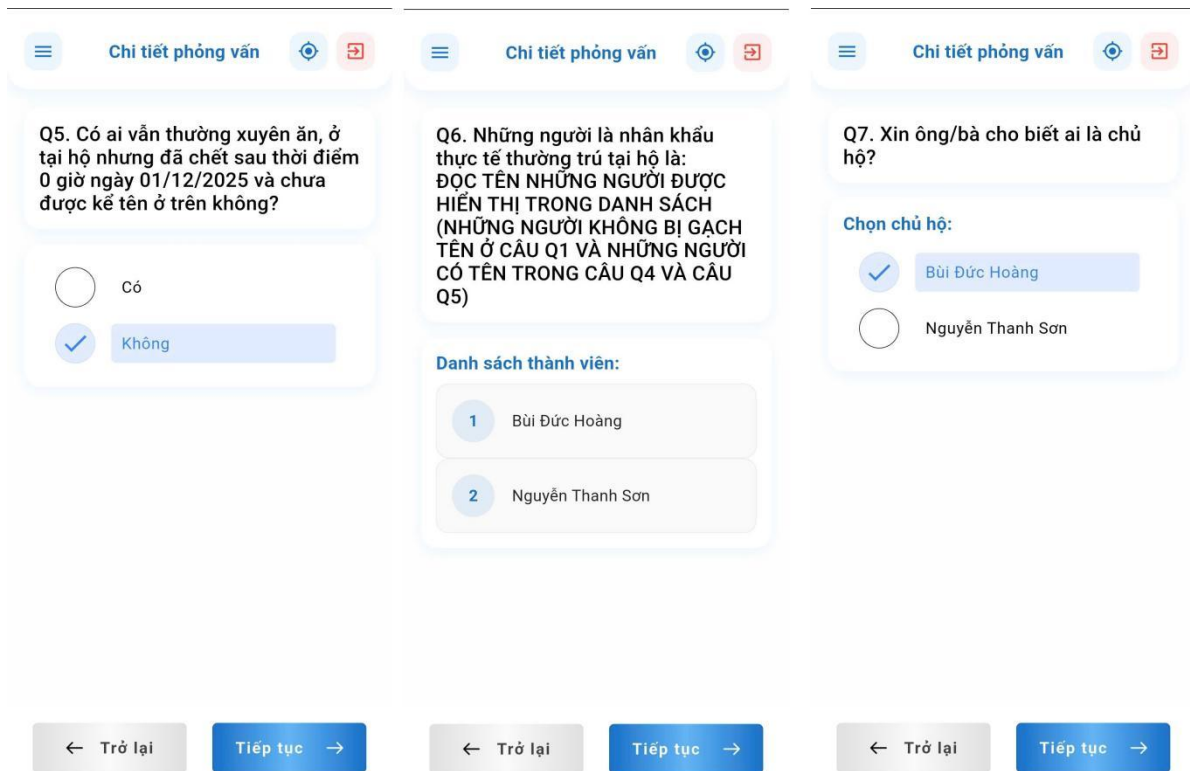 Chi tiết phỏng vấn
Q5. Có ai vẫn thường xuyên ăn, ở
tại hộ nhưng đã chết sau thời điểm
0 giờ ngày 01/12/2025 và chưa
được kể tên ở trên không?
Có
Không
← Trở lại
Tiếp tục →
Chi tiết phỏng vấn
Q6. Những người là nhân khẩu
thực tế thường trú tại hộ là:
ĐỌC TÊN NHỮNG NGƯỜI ĐƯỢC
HIỂN THỊ TRONG DANH SÁCH
(NHỮNG NGƯỜI KHÔNG BỊ GẠCH
TÊN Ở CÂU Q1 VÀ NHỮNG NGƯỜI
CÓ TÊN TRONG CÂU Q4 VÀ CÂU
Q5)
Danh sách thành viên:
1 Bùi Đức Hoàng
2 Nguyễn Thanh Sơn
← Trở lại
Tiếp tục →
Chi tiết phỏng vấn
Q7. Xin ông/bà cho biết ai là chủ
hộ?
Chọn chủ hộ:
Bùi Đức Hoàng
Nguyễn Thanh Sơn
← Trở lại
Tiếp tục →